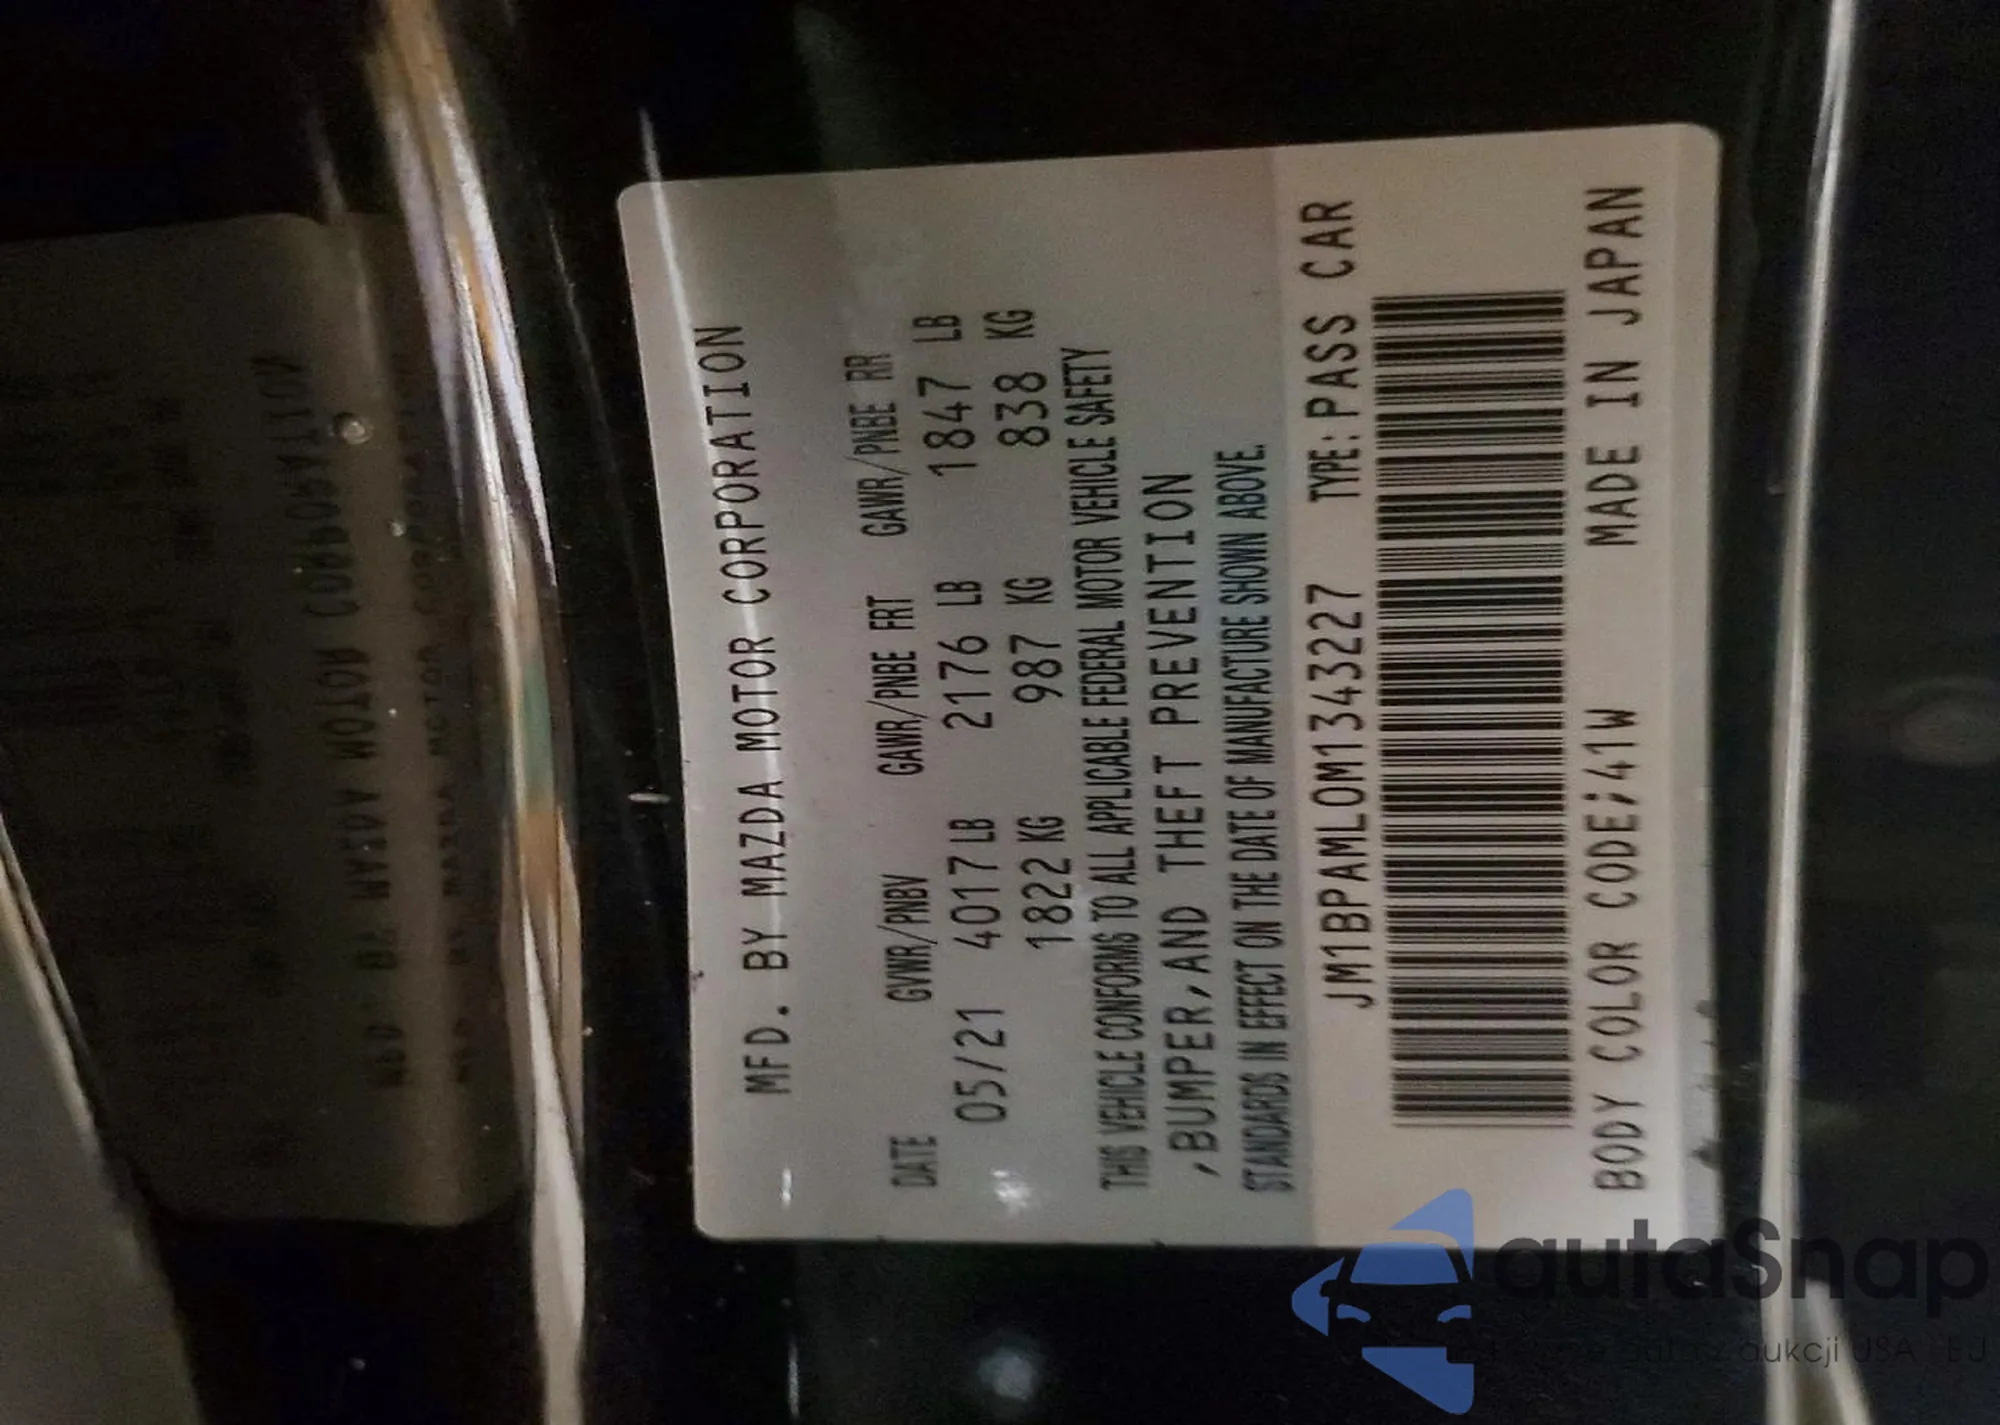 MFD. BY MAZDA MOTOR CORPORATION
DATE GVWR/PNBV GAWR/PNBE FRT GAWR/PNBE RR
05/21 4017 LB 2176 LB 1847 LB
1822 KG 987 KG 838 KG
THIS VEHICLE CONFORMS TO ALL APPLICABLE FEDERAL MOTOR VEHICLE SAFETY
,BUMPER,AND THEFT PREVENTION
STANDARDS IN EFFECT ON THE DATE OF MANUFACTURE SHOWN ABOVE.
JM1BPAML0M1343227 TYPE:PASS CAR
BODY COLOR CODE;41W MADE IN JAPAN
autaSnap
aukcji USA